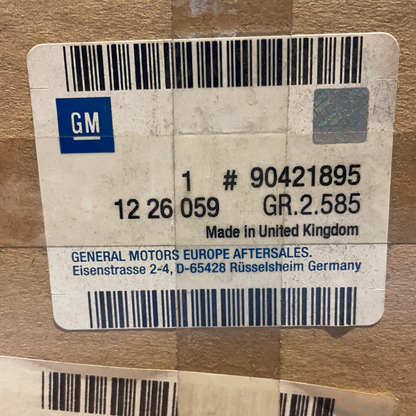 GM
1 # 90421895
12 26 059 GR.2.585
Made in United Kingdom
GENERAL MOTORS EUROPE AFTERSALES.
Eisenstrasse 2-4, D-65428 Rüsselsheim Germany